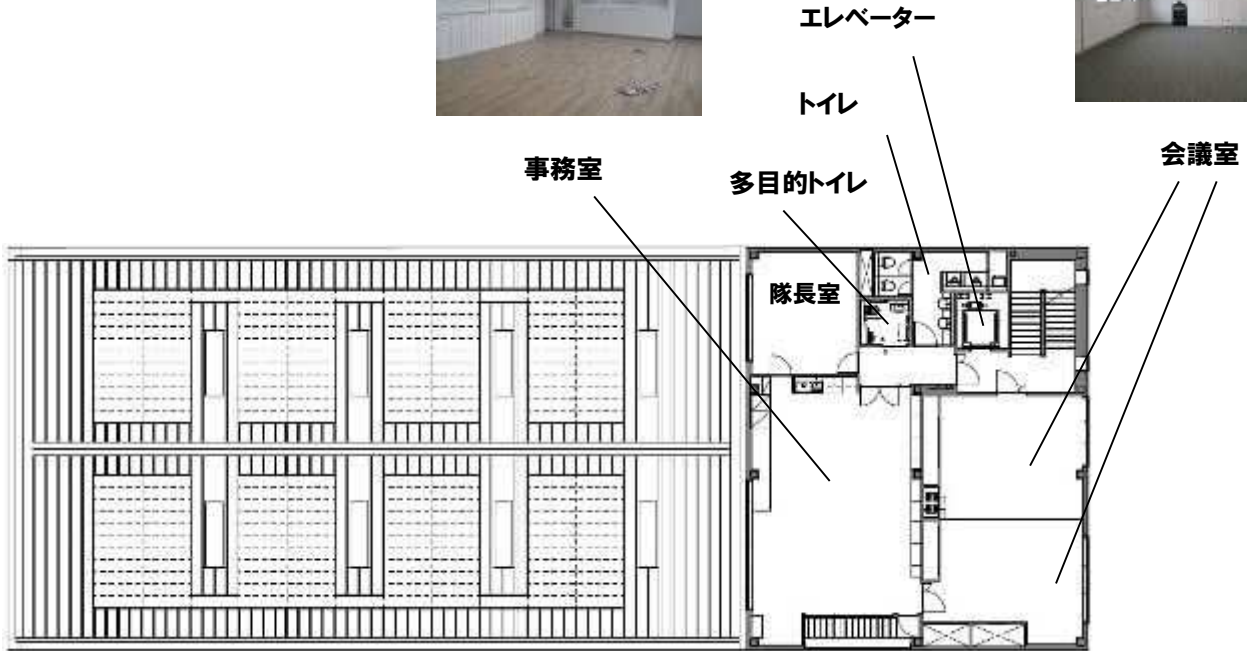 エレベーター
トイレ
会議室
事務室
多目的トイレ
隊長室